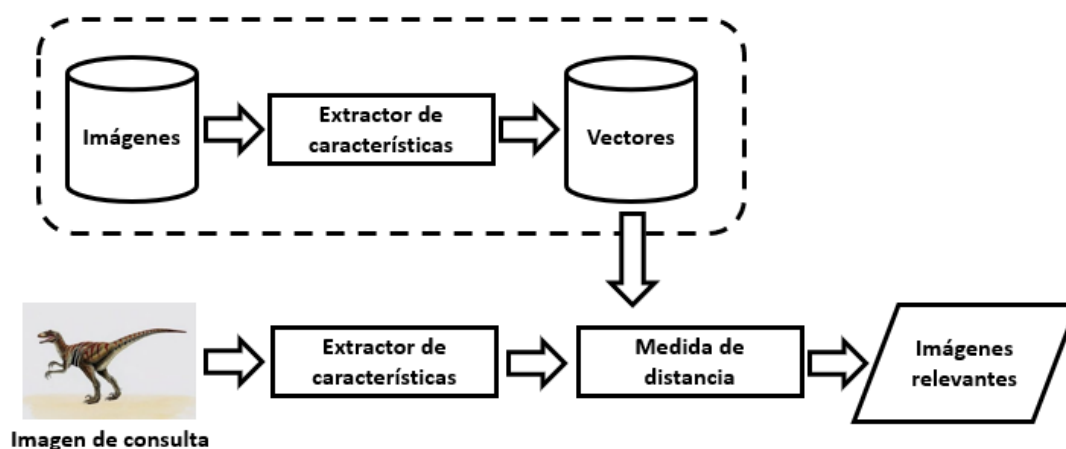 Imágenes
Extractor de
características
Vectores
Extractor de
características
Medida de
distancia
Imágenes
relevantes
Imagen de consulta